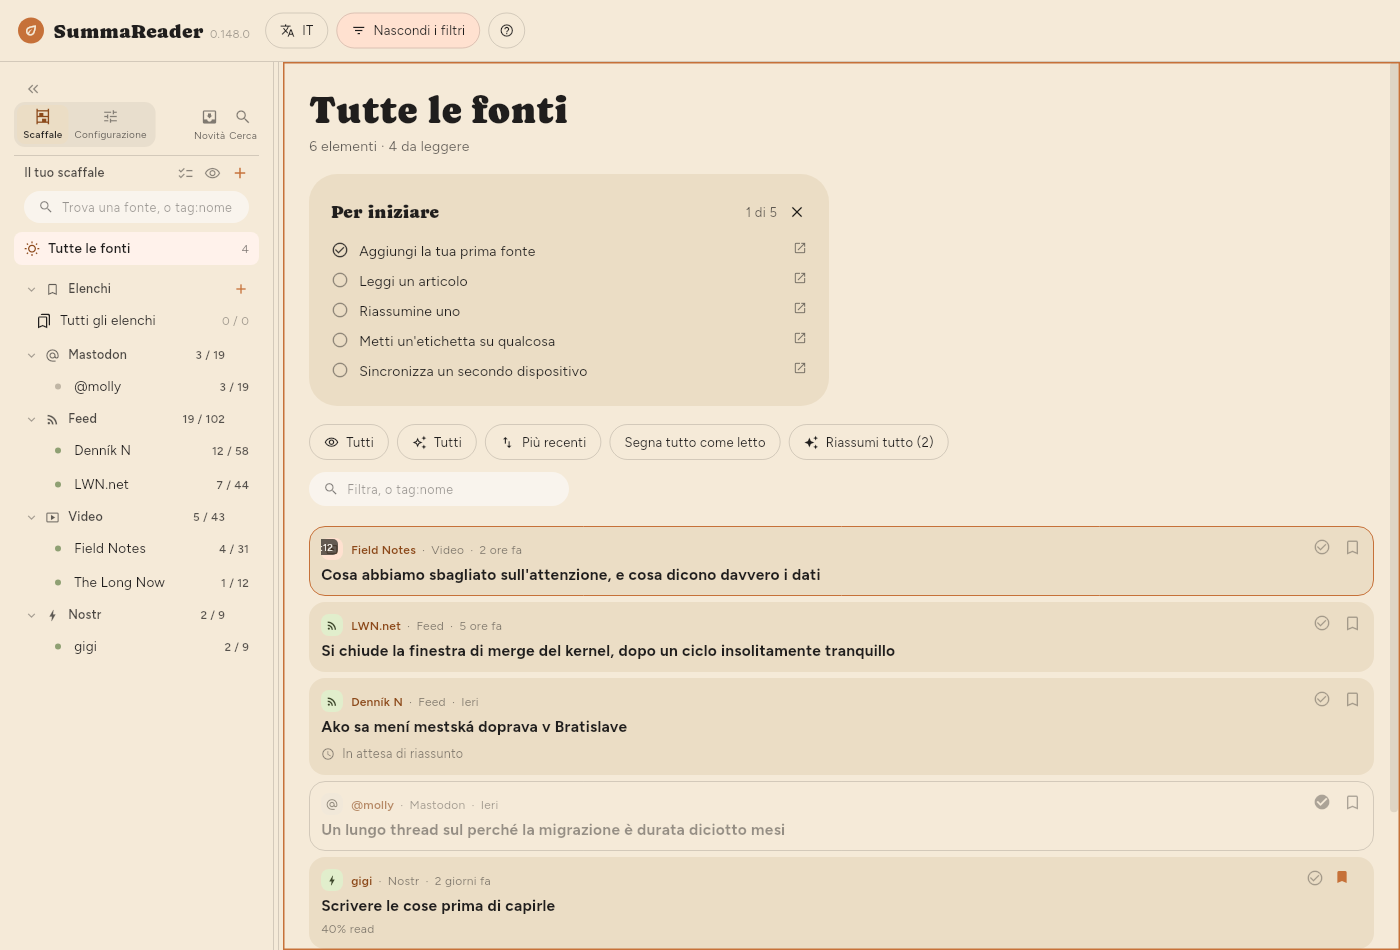 SummaReader 0.148.0
IT
Nascondi i filtri
Scaffale
Configurazione
Novità
Cerca
Il tuo scaffale
Trova una fonte, o tag:nome
Tutte le fonti 4
Elenchi
Tutti gli elenchi 0 / 0
Mastodon 3 / 19
@molly 3 / 19
Feed 19 / 102
Denník N 12 / 58
LWN.net 7 / 44
Video 5 / 43
Field Notes 4 / 31
The Long Now 1 / 12
Nostr 2 / 9
gigi 2 / 9
Tutte le fonti
6 elementi · 4 da leggere
Per iniziare 1 di 5
Aggiungi la tua prima fonte
Leggi un articolo
Riassumine uno
Metti un'etichetta su qualcosa
Sincronizza un secondo dispositivo
Tutti
Tutti
Più recenti
Segna tutto come letto
Riassumi tutto (2)
Filtra, o tag:nome
:12 Field Notes · Video · 2 ore fa
Cosa abbiamo sbagliato sull'attenzione, e cosa dicono davvero i dati
LWN.net · Feed · 5 ore fa
Si chiude la finestra di merge del kernel, dopo un ciclo insolitamente tranquillo
Denník N · Feed · Ieri
Ako sa mení mestská doprava v Bratislave
In attesa di riassunto
@molly · Mastodon · Ieri
Un lungo thread sul perché la migrazione è durata diciotto mesi
gigi · Nostr · 2 giorni fa
Scrivere le cose prima di capirle
40% read